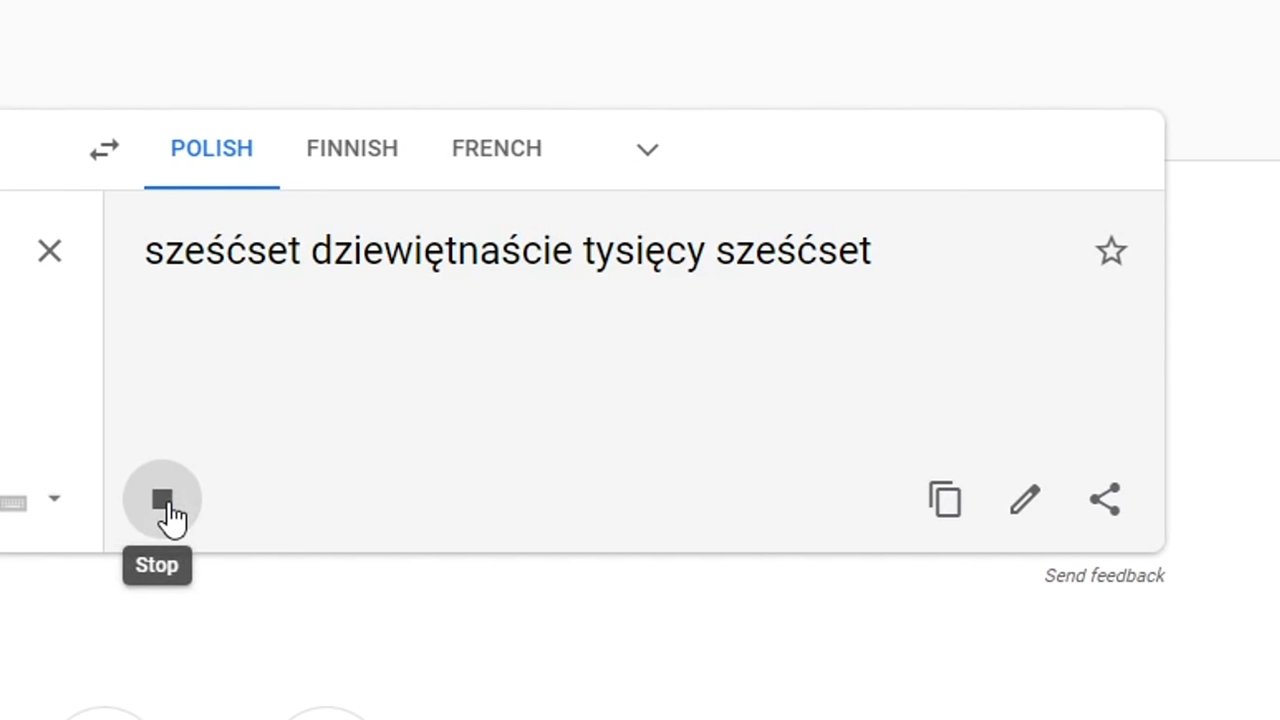 POLISH FINNISH FRENCH
sześćset dziewiętnaście tysięcy sześćset
Stop
Send feedback